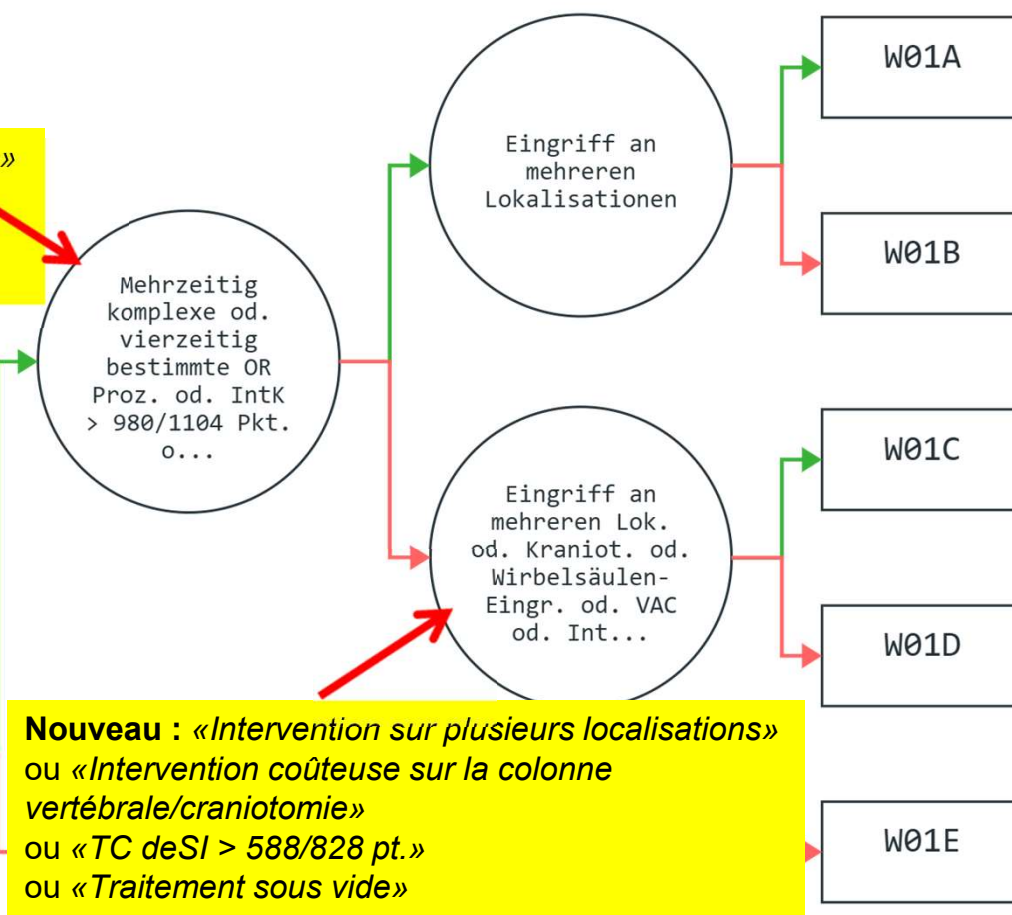 W01A
Eingriff an
mehreren
Lokalisationen
»
W01B
Mehrzeitig
komplexe od.
vierzeitig
bestimmte OR
Proz. od. IntK
> 980/1104 Pkt.
o...
W01C
Eingriff an
mehreren Lok.
od. Kraniot. od.
Wirbelsäulen-
Eingr. od. VAC
od. Int...
W01D
Nouveau : «Intervention sur plusieurs localisations»
ou «Intervention coûteuse sur la colonne
vertébrale/craniotomie»
ou «TC deSI > 588/828 pt.»
ou «Traitement sous vide»
W01E